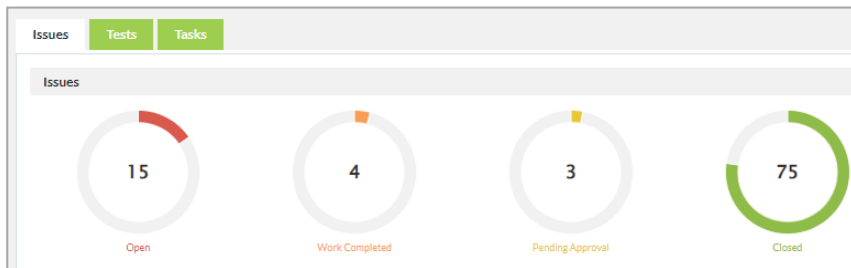 Issues Tests Tasks
Issues
15 4 3 75
Open Work Completed Pending Approval Closed